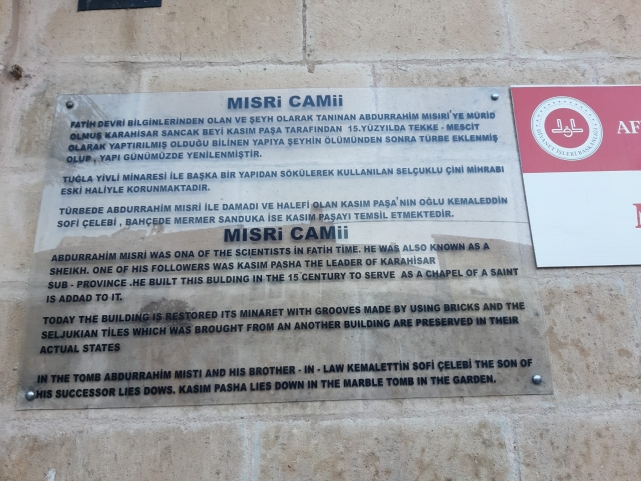 MISRİ CAMii
FATİH DEVRİ BİLGİNLERİNDEN OLAN VE ŞEYH OLARAK TANINAN ABDURRAHİM MISIRİ'YE MÜRİD
OLMUŞ KARAHİSAR SANCAK BEYİ KASIM PAŞA TARAFINDAN 15.YÜZYILDA TEKKE - MESCİT
OLARAK YAPTIRILMIŞ OLDUĞU BİLİNEN YAPIYA ŞEYHİN ÖLÜMÜNDEN SONRA TÜRBE EKLENMİŞ
OLUP , YAPI GÜNÜMÜZDE YENİLENMİŞTİR.
TUĞLA YİVLİ MİNARESİ İLE BAŞKA BİR YAPIDAN SÖKÜLEREK KULLANILAN SELÇUKLU ÇİNİ MİHRABI
ESKİ HALİYLE KORUNMAKTADIR.
TÜRBEDE ABDURRAHİM MISRİ İLE DAMADI VE HALEFİ OLAN KASIM PAŞA'NIN OĞLU KEMALEDDİN
SOFİ ÇELEBİ , BAHÇEDE MERMER SANDUKA İSE KASIM PAŞAYI TEMSİL ETMEKTEDİR.
MISRİ CAMii
ABDURRAHİM MISRİ WAS ONA OF THE SCIENTISTS İN FATİH TİME. HE WAS ALSO KNOWN AS A
SHEIKH. ONE OF HIS FOLLOWERS WAS KASIM PASHA THE LEADER OF KARAHİSAR
SUB - PROVINCE .HE BUILT THIS BULDING IN THE 15 CENTURY TO SERVE AS A CHAPEL OF A SAINT
IS ADDAD TO IT.
TODAY THE BUILDING IS RESTORED ITS MINARET WITH GROOVES MADE BY USING BRICKS AND THE
SELJUKIAN TİLES WHICH WAS BROUGHT FROM AN ANOTHER BUILDING ARE PRESERVED IN THEIR
ACTUAL STATES
IN THE TOMB ABDURRAHİM MISTI AND HIS BROTHER - IN - LAW KEMALETTİN SOFİ ÇELEBİ THE SON OF
HIS SUCCESSOR LIES DOWS. KASIM PASHA LIES DOWN IN THE MARBLE TOMB IN THE GARDEN.
DİYANET İŞLERİ BAŞKANLIĞI
AF